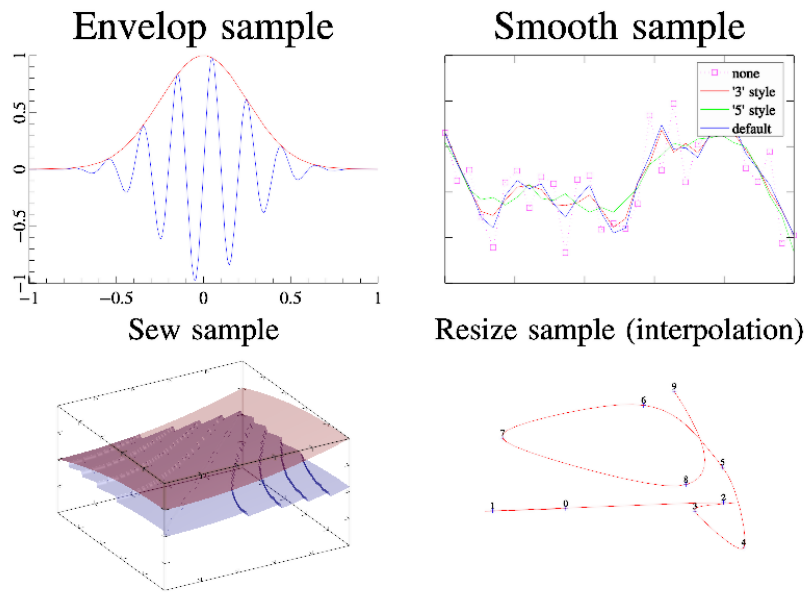 Envelop sample
Smooth sample
1
0.5
0
−0.5
−1
−1
−0.5
0
0.5
1
none
'3' style
'5' style
default
Sew sample
Resize sample (interpolation)
9
6
7
5
8
2
1
0
3
4